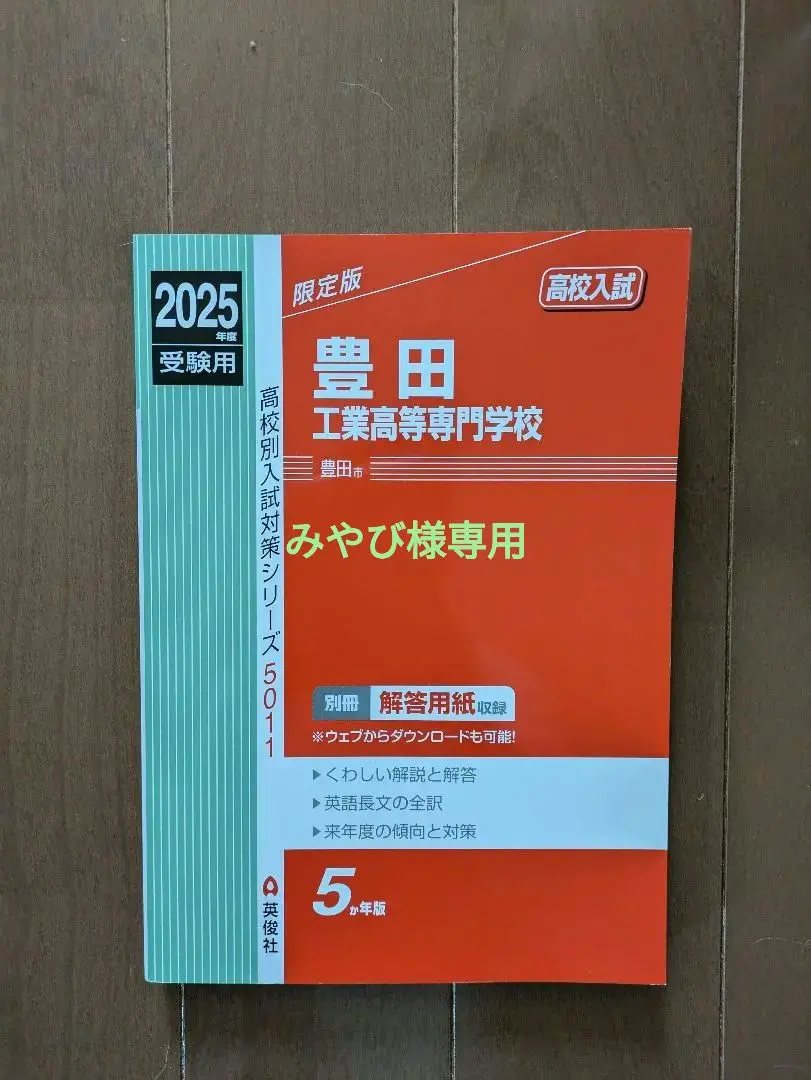 2025
年度
受験用
高校別入試対策シリーズ5011
英俊社
限定版
高校入試
豊田
工業高等専門学校
豊田市
みやび様専用
別冊 解答用紙収録
※ウェブからダウンロードも可能!
▶くわしい解説と解答
▶英語長文の全訳
▶来年度の傾向と対策
5か年版